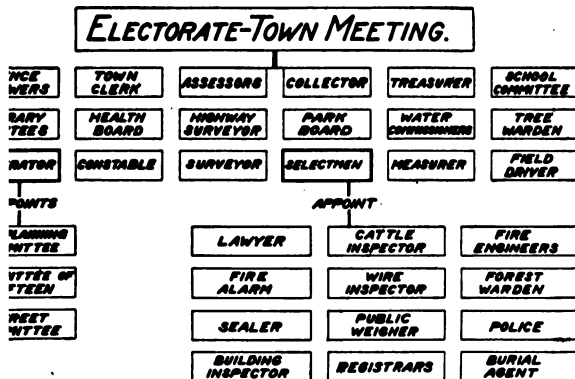 ELECTORATE-TOWN MEETING.
TOWN CLERK
ASSESSORS
COLLECTOR
TREASURER
SCHOOL COMMITTEE
HEALTH BOARD
HIGHWAY SURVEYOR
PARK BOARD
WATER COMMISSIONERS
TREE WARDEN
CONSTABLE
SURVEYOR
SELECTMEN
MEASURER
FIELD DRIVER
APPOINT
LAWYER
CATTLE INSPECTOR
FIRE ENGINEERS
FIRE ALARM
WIRE INSPECTOR
FOREST WARDEN
SEALER
PUBLIC WEIGHER
POLICE
BUILDING INSPECTOR
REGISTRARS
BURIAL AGENT